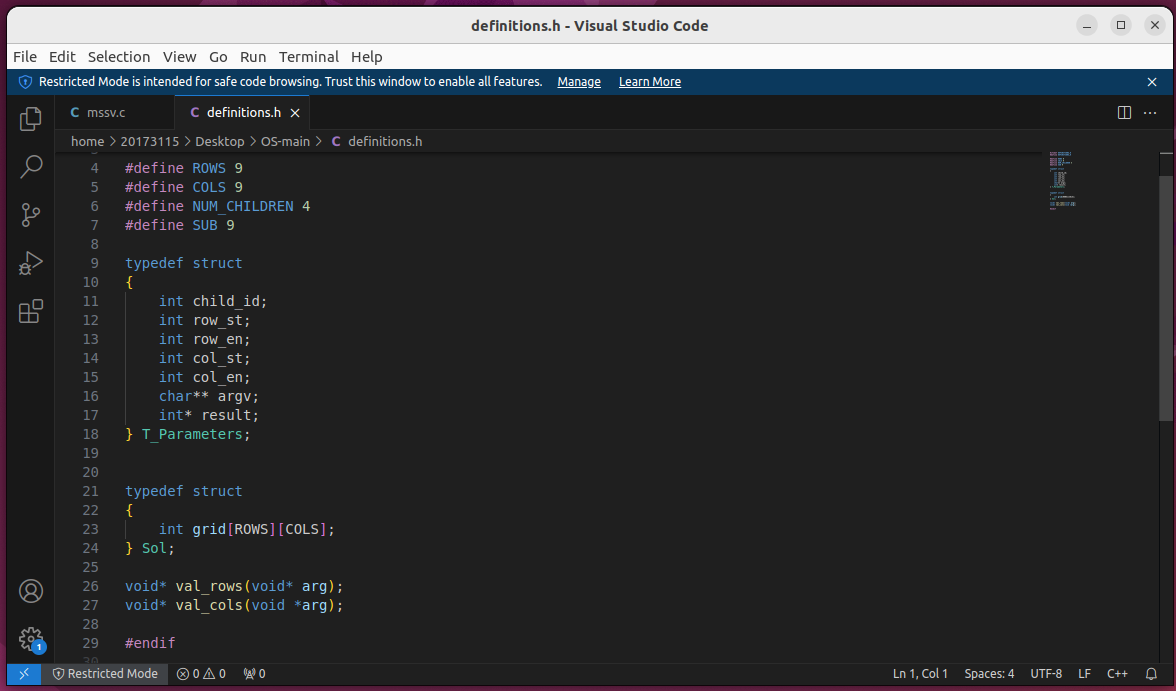 definitions.h - Visual Studio Code
File Edit Selection View Go Run Terminal Help
Restricted Mode is intended for safe code browsing. Trust this window to enable all features. Manage Learn More
C mssv.c C definitions.h
home > 20173115 > Desktop > OS-main > C definitions.h
4 #define ROWS 9
5 #define COLS 9
6 #define NUM_CHILDREN 4
7 #define SUB 9
8
9 typedef struct
10 {
11 int child_id;
12 int row_st;
13 int row_en;
14 int col_st;
15 int col_en;
16 char** argv;
17 int* result;
18 } T_Parameters;
19
20
21 typedef struct
22 {
23 int grid[ROWS][COLS];
24 } Sol;
25
26 void* val_rows(void* arg);
27 void* val_cols(void *arg);
28
29 #endif
30
1
Restricted Mode 0 0 0 Ln 1, Col 1 Spaces: 4 UTF-8 LF C++